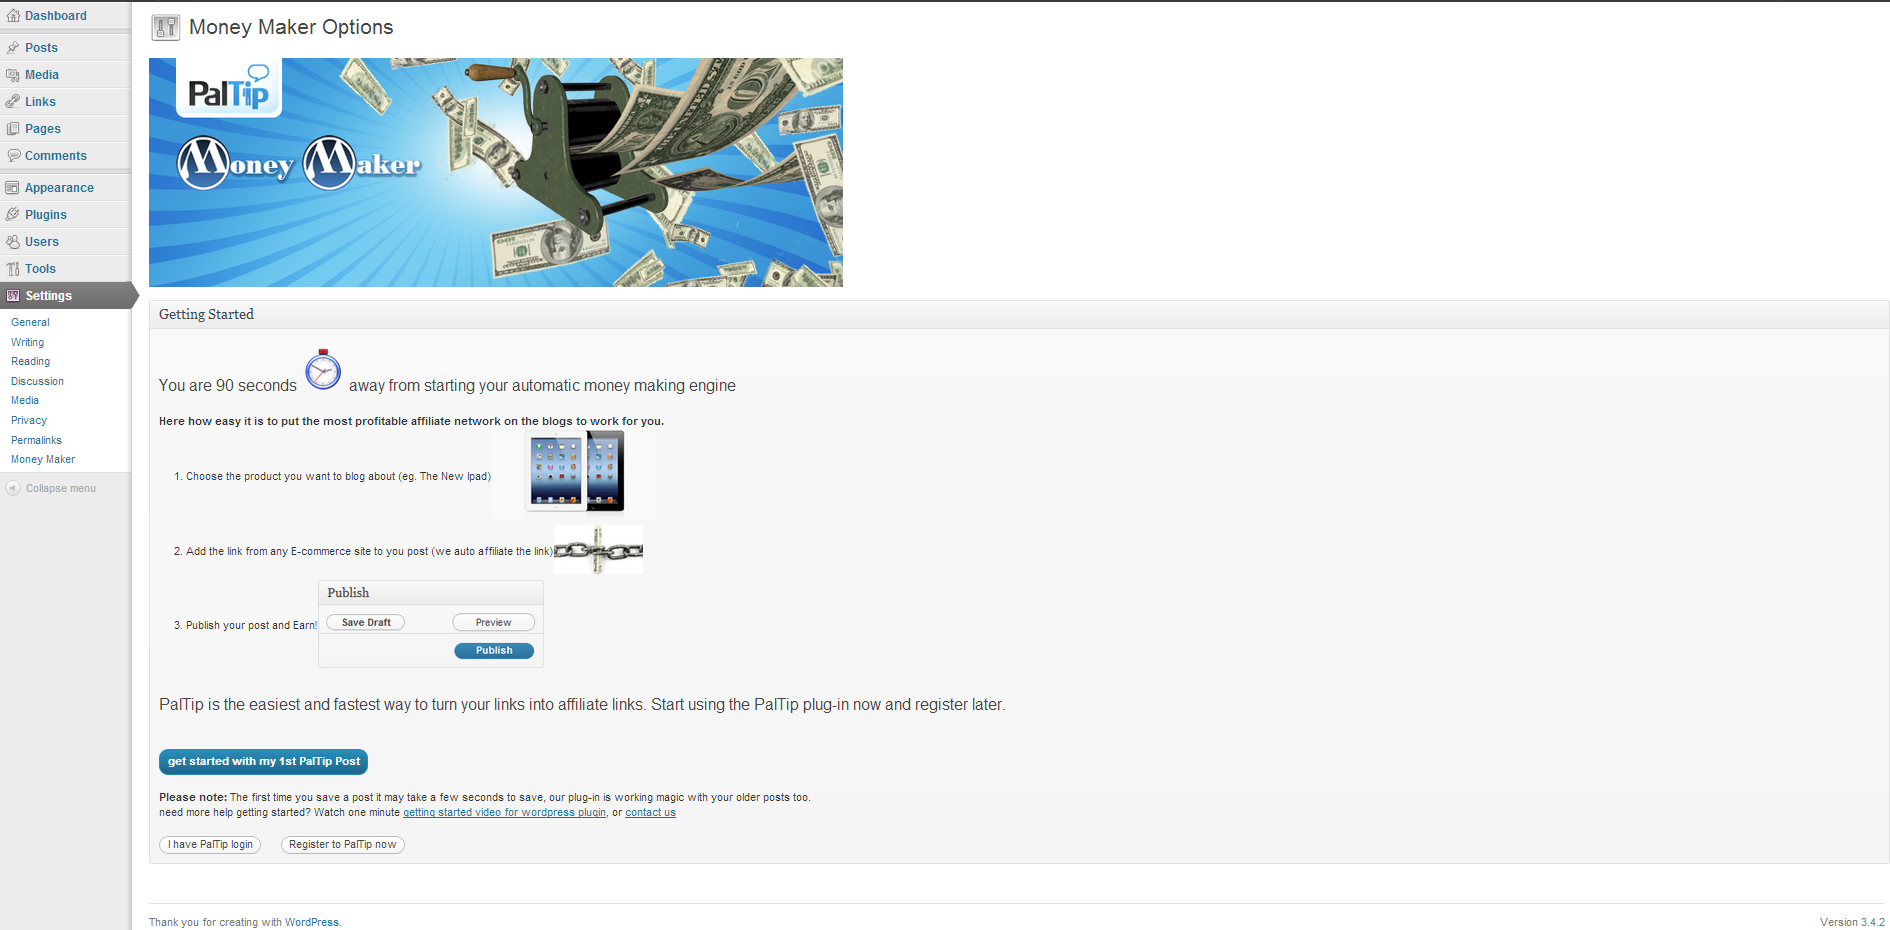 Dashboard
Posts
Media
Links
Pages
Comments
Appearance
Plugins
Users
Tools
Settings
General
Writing
Reading
Discussion
Media
Privacy
Permalinks
Money Maker
Collapse menu
Money Maker Options
PalTip
Money Maker
Getting Started
You are 90 seconds away from starting your automatic money making engine
Here how easy it is to put the most profitable affiliate network on the blogs to work for you.
1. Choose the product you want to blog about (eg. The New Ipad)
2. Add the link from any E-commerce site to you post (we auto affiliate the link)
Publish
Save Draft Preview
3. Publish your post and Earn!
Publish
PalTip is the easiest and fastest way to turn your links into affiliate links. Start using the PalTip plug-in now and register later.
get started with my 1st PalTip Post
Please note: The first time you save a post it may take a few seconds to save, our plug-in is working magic with your older posts too.
need more help getting started? Watch one minute getting started video for wordpress plugin, or contact us
I have PalTip login Register to PalTip now
Thank you for creating with WordPress. Version 3.4.2